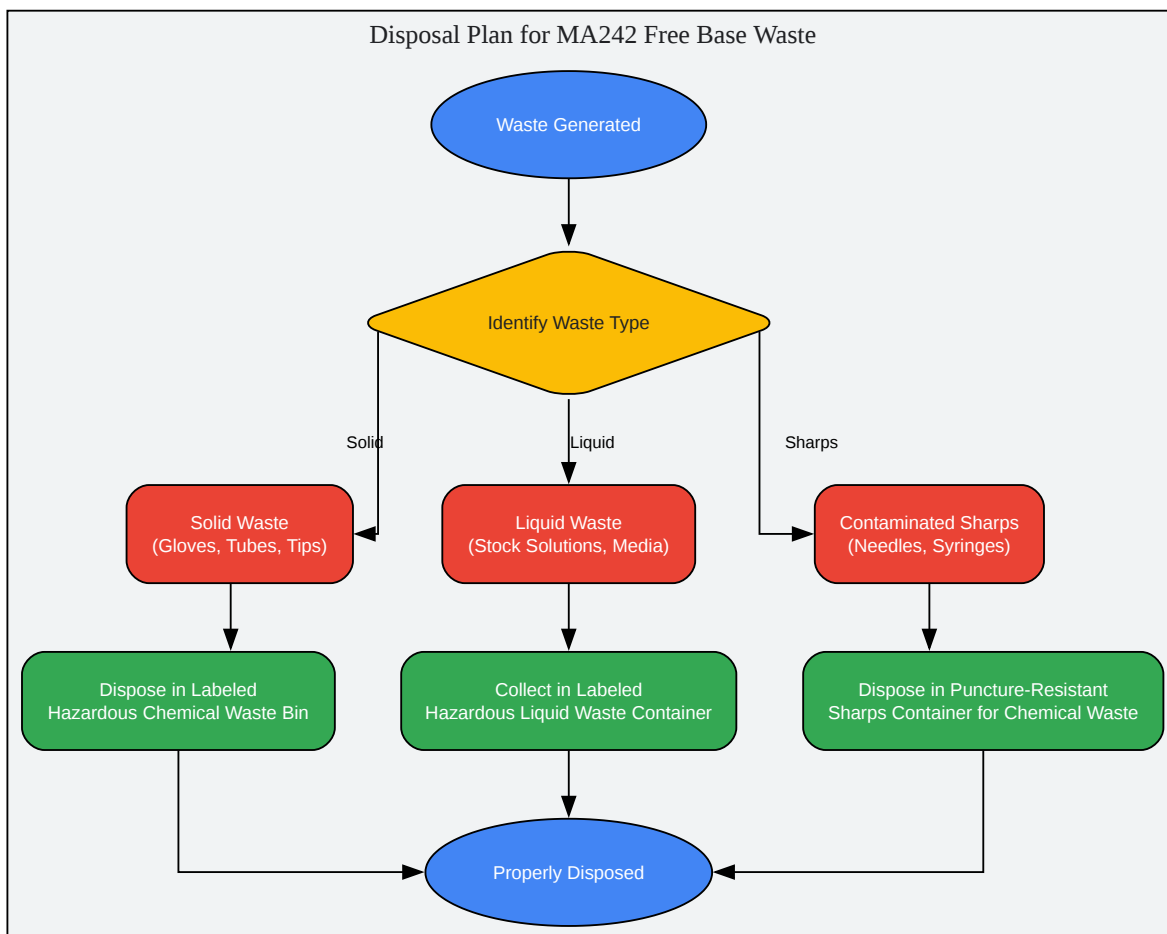 Disposal Plan for MA242 Free Base Waste
Waste Generated
Identify Waste Type
Solid
Liquid
Sharps
Solid Waste
(Gloves, Tubes, Tips)
Liquid Waste
(Stock Solutions, Media)
Contaminated Sharps
(Needles, Syringes)
Dispose in Labeled
Hazardous Chemical Waste Bin
Collect in Labeled
Hazardous Liquid Waste Container
Dispose in Puncture-Resistant
Sharps Container for Chemical Waste
Properly Disposed